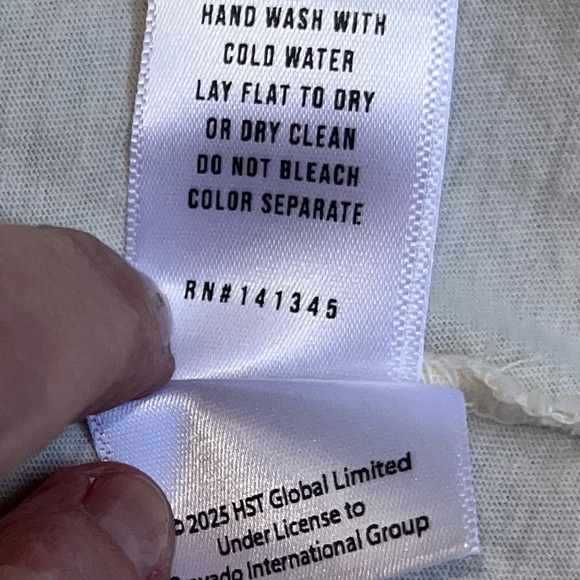 HAND WASH WITH
COLD WATER
LAY FLAT TO DRY
OR DRY CLEAN
DO NOT BLEACH
COLOR SEPARATE
RN#141345
© 2025 HST Global Limited
Under License to
International Group